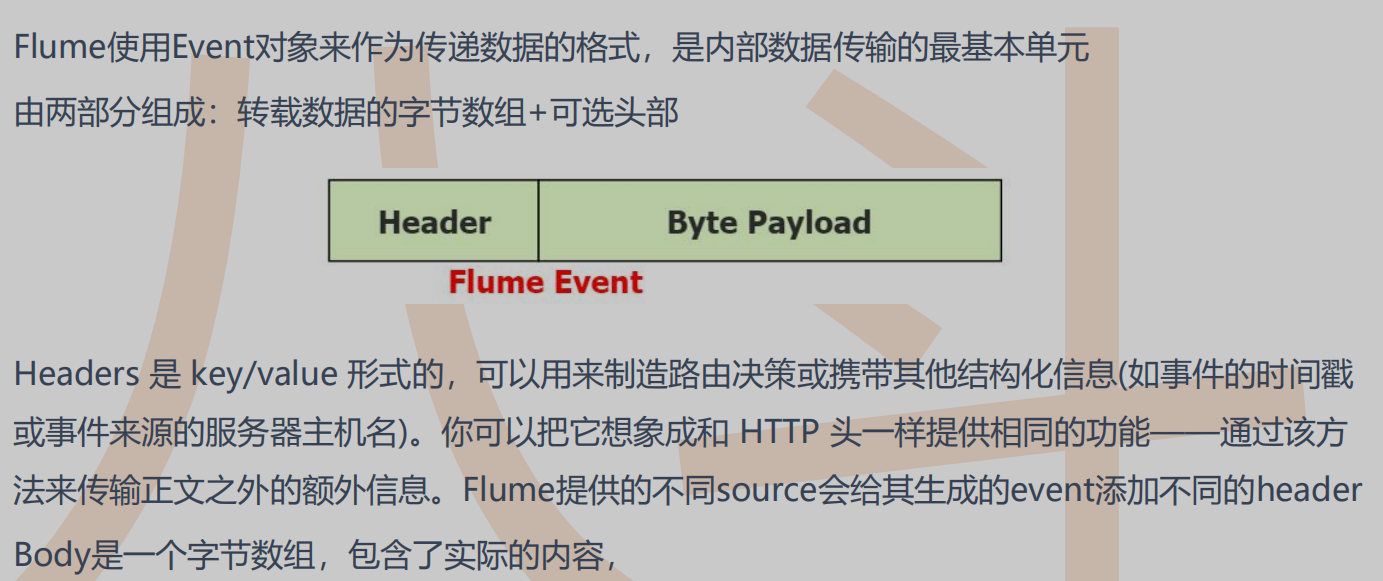 Flume使用Event对象来作为传递数据的格式，是内部数据传输的最基本单元
由两部分组成：转载数据的字节数组+可选头部
Header
Byte Payload
Flume Event
Headers 是 key/value 形式的，可以用来制造路由决策或携带其他结构化信息(如事件的时间戳
或事件来源的服务器主机名)。你可以把它想象成和 HTTP 头一样提供相同的功能——通过该方
法来传输正文之外的额外信息。Flume提供的不同source会给其生成的event添加不同的header
Body是一个字节数组，包含了实际的内容，
八斗